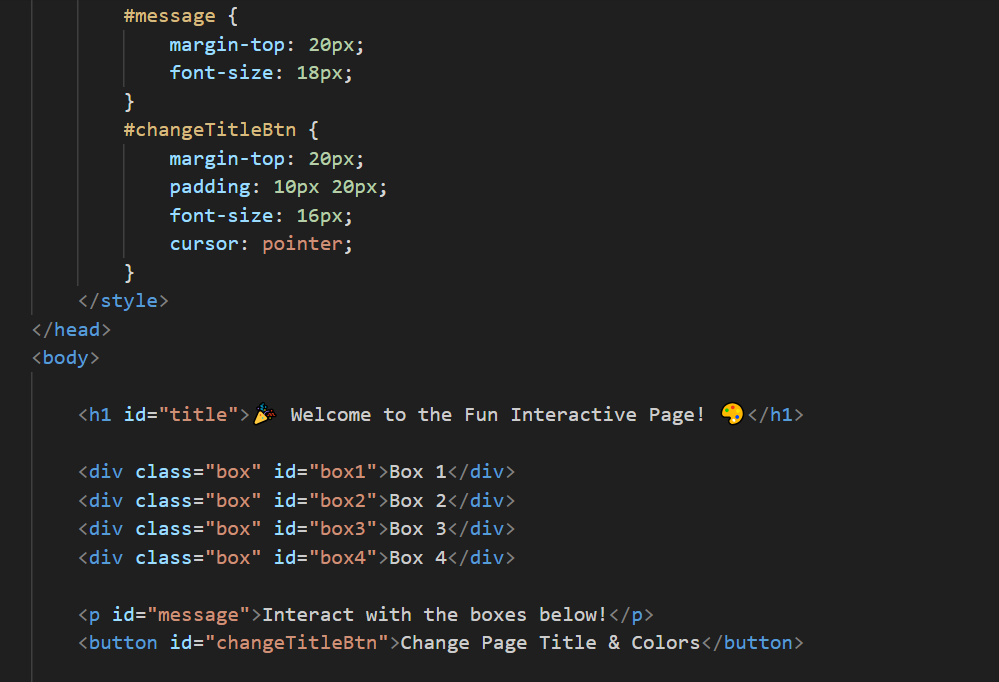 #message {
margin-top: 20px;
font-size: 18px;
}
#changeTitleBtn {
margin-top: 20px;
padding: 10px 20px;
font-size: 16px;
cursor: pointer;
}
</style>
</head>
<body>
<h1 id="title">🎉 Welcome to the Fun Interactive Page! 🎨</h1>
<div class="box" id="box1">Box 1</div>
<div class="box" id="box2">Box 2</div>
<div class="box" id="box3">Box 3</div>
<div class="box" id="box4">Box 4</div>
<p id="message">Interact with the boxes below!</p>
<button id="changeTitleBtn">Change Page Title & Colors</button>